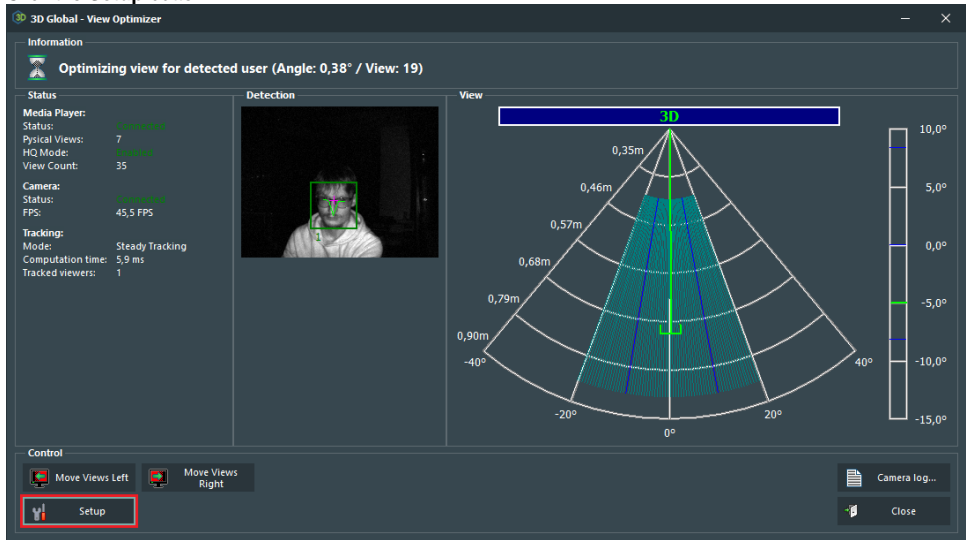 3D Global - View Optimizer
Information
Optimizing view for detected user (Angle: 0,38° / View: 19)
Status
Media Player:
Status: Connected
Pysical Views: 7
HQ Mode: Enabled
View Count: 35
Camera:
Status: Connected
FPS: 45,5 FPS
Tracking:
Mode: Steady Tracking
Computation time: 5,9 ms
Tracked viewers: 1
Detection
1
View
3D
0,35m
0,46m
0,57m
0,68m
0,79m
0,90m
-40°
-20°
0°
20°
40°
10,0°
5,0°
0,0°
-5,0°
-10,0°
-15,0°
Control
Move Views Left
Move Views
Right
Setup
Camera log...
Close